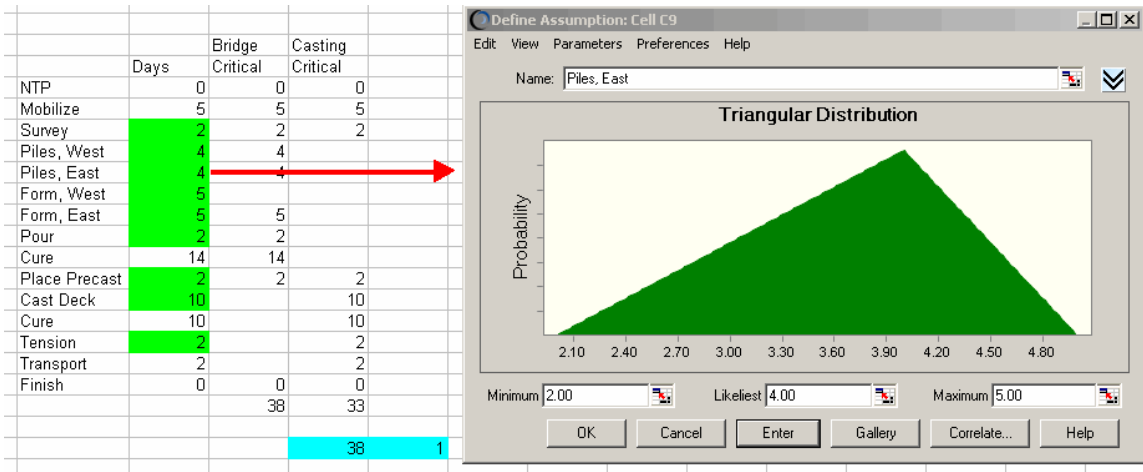 Bridge Casting
Days Critical Critical
NTP 0 0 0
Mobilize 5 5 5
Survey 2 2 2
Piles, West 4 4
Piles, East 4 4
Form, West 5
Form, East 5 5
Pour 2 2
Cure 14 14
Place Precast 2 2 2
Cast Deck 10 10
Cure 10 10
Tension 2 2
Transport 2 2
Finish 0 0 0
38 33
38 1
Define Assumption: Cell C9
Edit View Parameters Preferences Help
Name: Piles, East
Triangular Distribution
Probability
2.10 2.40 2.70 3.00 3.30 3.60 3.90 4.20 4.50 4.80
Minimum 2.00 Likeliest 4.00 Maximum 5.00
OK Cancel Enter Gallery Correlate... Help